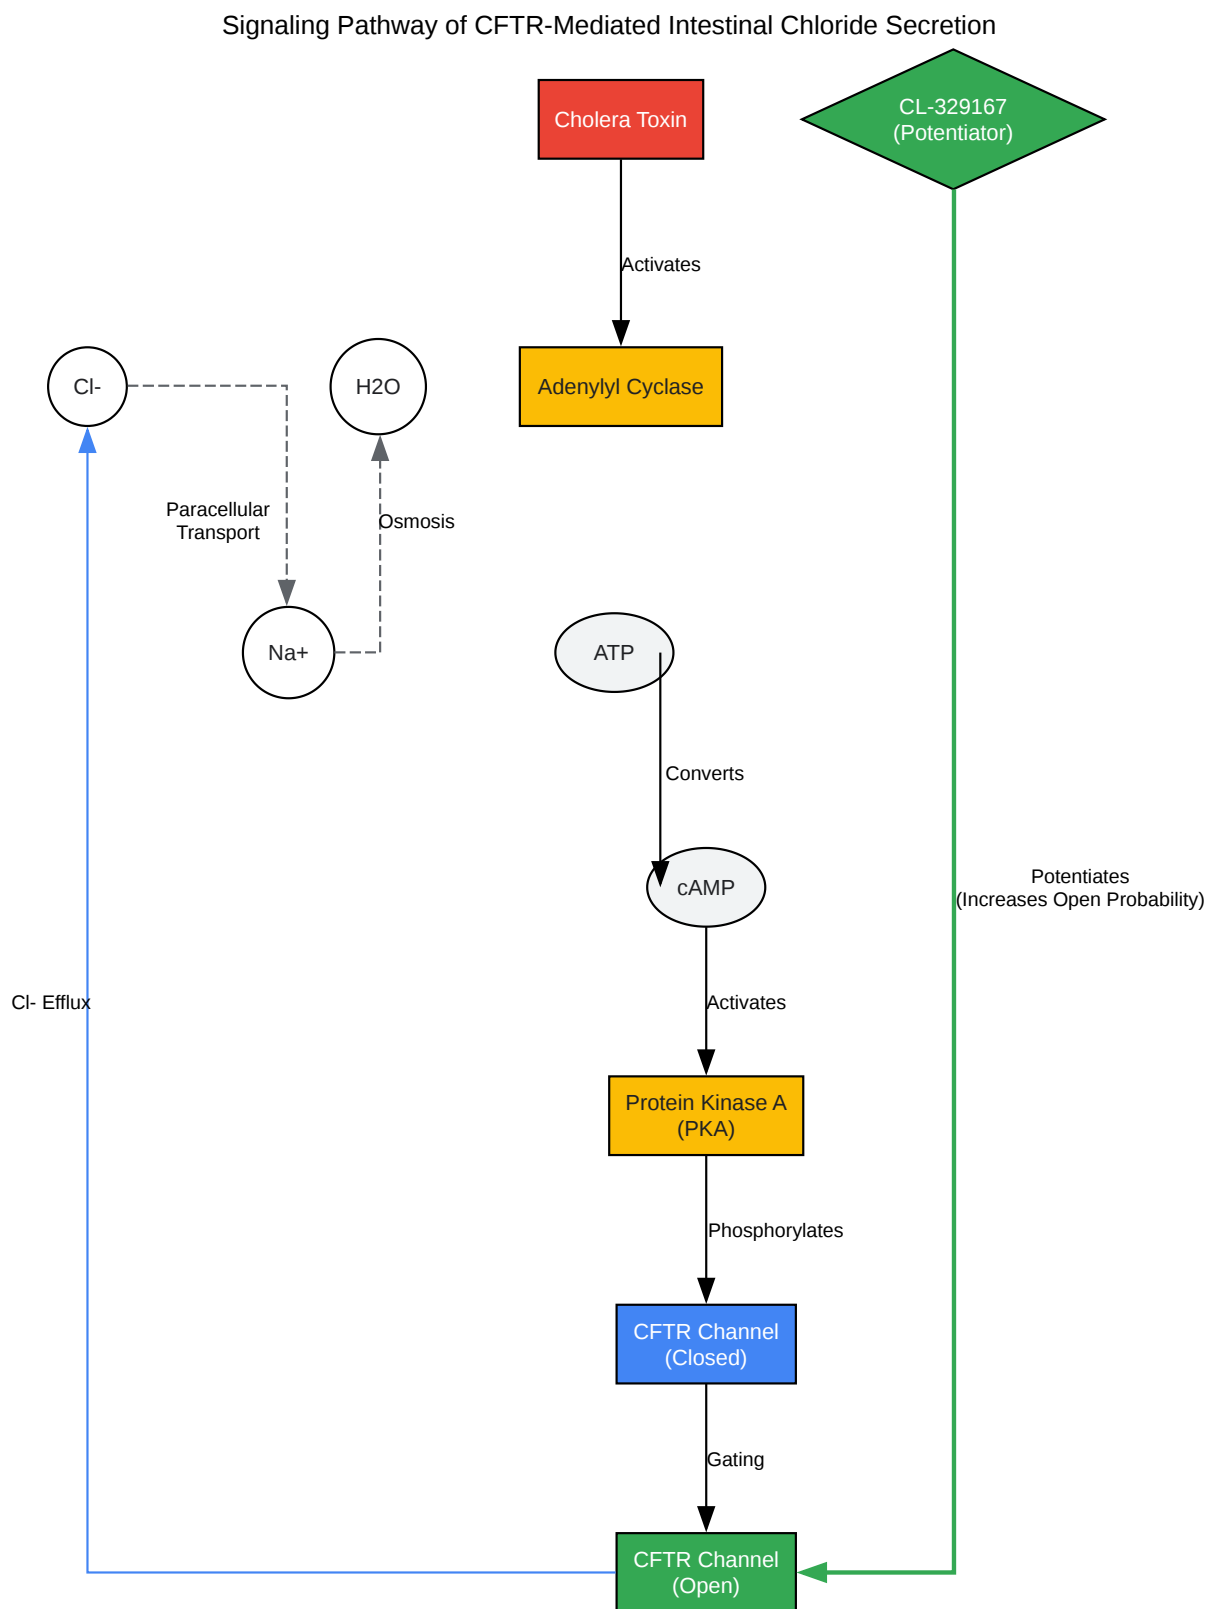 Signaling Pathway of CFTR-Mediated Intestinal Chloride Secretion
Cholera Toxin
CL-329167
(Potentiator)
Activates
Cl-
H2O
Adenylyl Cyclase
Paracellular
Transport
Osmosis
Na+
ATP
Converts
cAMP
Potentiates
(Increases Open Probability)
Cl- Efflux
Activates
Protein Kinase A
(PKA)
Phosphorylates
CFTR Channel
(Closed)
Gating
CFTR Channel
(Open)